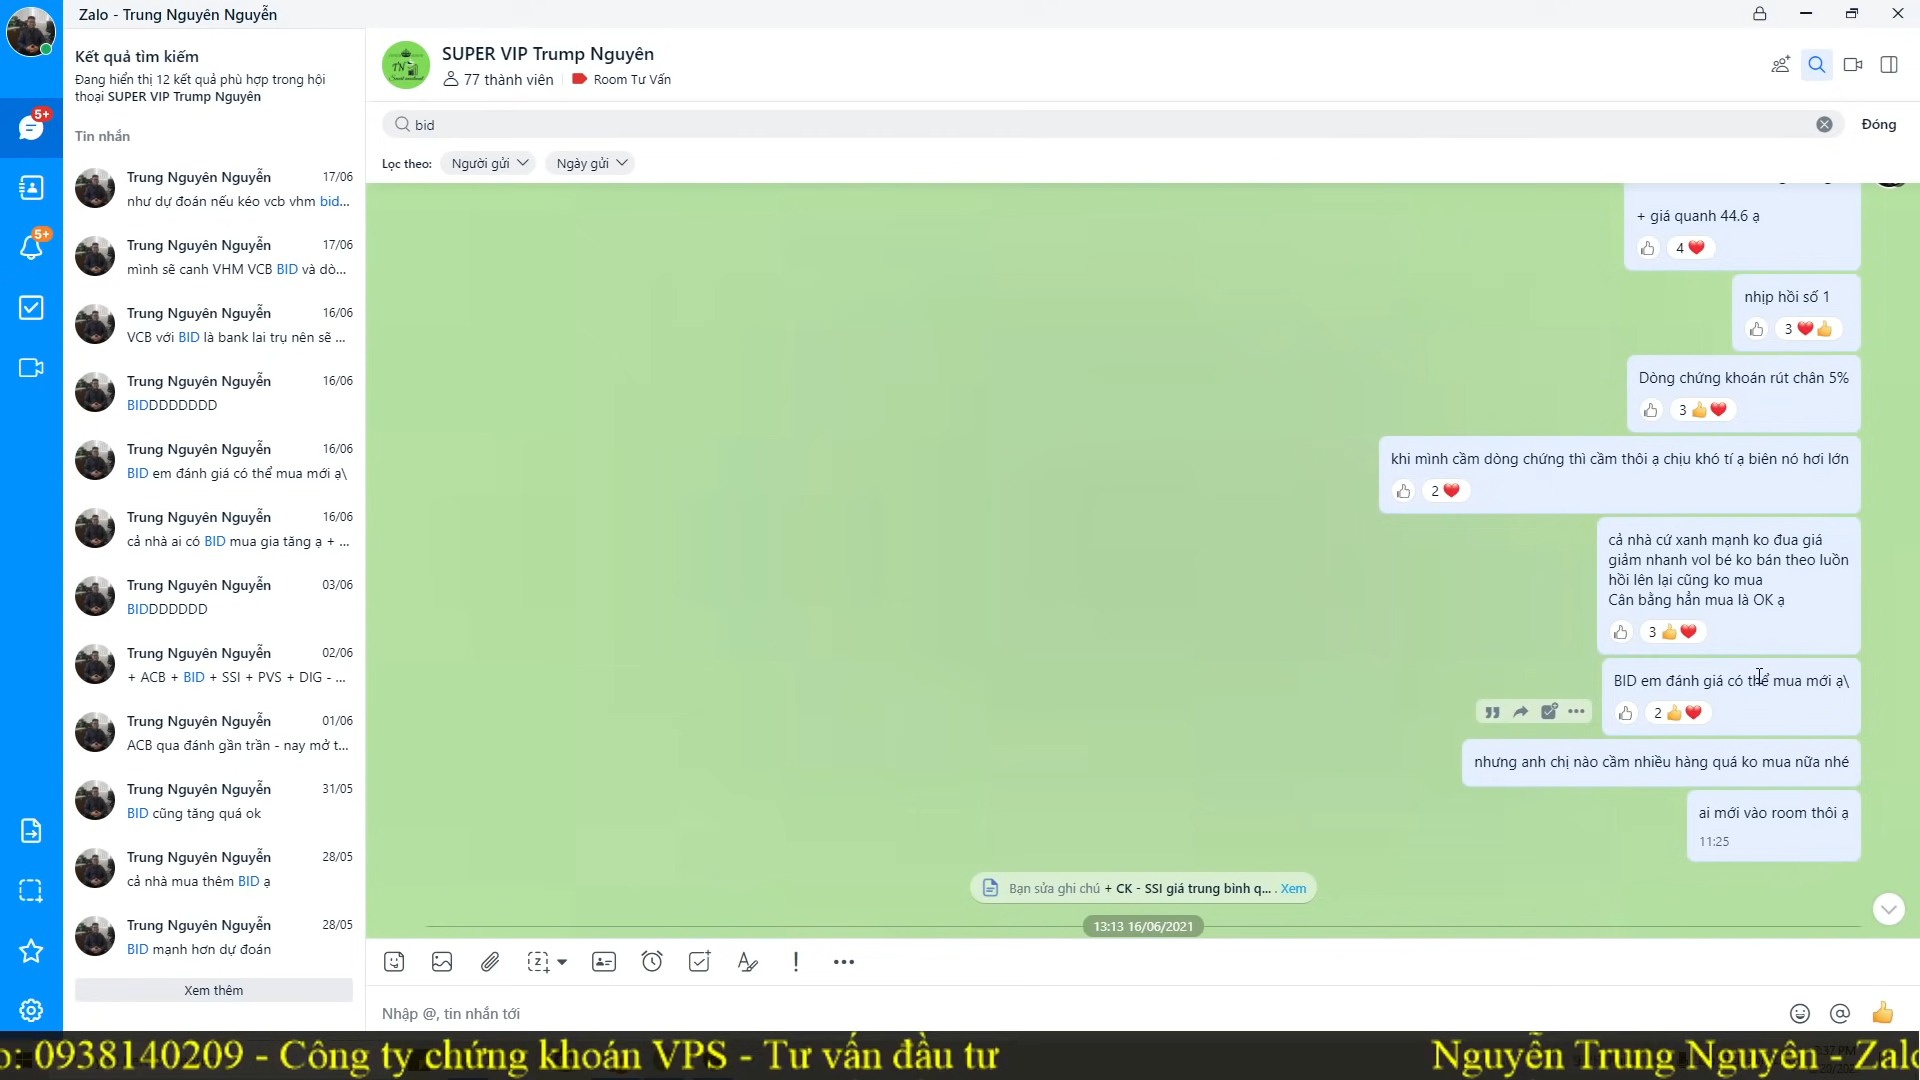 Zalo - Trung Nguyên Nguyễn
Kết quả tìm kiếm
Đang hiển thị 12 kết quả phù hợp trong hội
thoại SUPER VIP Trump Nguyên
Tin nhắn
Trung Nguyên Nguyễn 17/06
như dự đoán nếu kéo vcb vhm bid...
Trung Nguyên Nguyễn 17/06
mình sẽ canh VHM VCB BID và dò...
Trung Nguyên Nguyễn 16/06
VCB với BID là bank lai trụ nên sẽ ...
Trung Nguyên Nguyễn 16/06
BIDDDDDDDD
Trung Nguyên Nguyễn 16/06
BID em đánh giá có thể mua mới ạ\
Trung Nguyên Nguyễn 16/06
cả nhà ai có BID mua gia tăng ạ + ...
Trung Nguyên Nguyễn 03/06
BIDDDDDDD
Trung Nguyên Nguyễn 02/06
+ ACB + BID + SSI + PVS + DIG - ...
Trung Nguyên Nguyễn 01/06
ACB qua đánh gần trần - nay mở t...
Trung Nguyên Nguyễn 31/05
BID cũng tăng quá ok
Trung Nguyên Nguyễn 28/05
cả nhà mua thêm BID ạ
Trung Nguyên Nguyễn 28/05
BID mạnh hơn dự đoán
Xem thêm
5+
5+
SUPER VIP Trump Nguyên
77 thành viên
Room Tư Vấn
bid
Đóng
Lọc theo: Người gửi Ngày gửi
+ giá quanh 44.6 ạ
4
nhịp hồi số 1
3
Dòng chứng khoán rút chân 5%
3
khi mình cầm dòng chứng thì cầm thôi ạ chịu khó tí ạ biên nó hơi lớn
2
cả nhà cứ xanh mạnh ko đua giá
giảm nhanh vol bé ko bán theo luồn
hồi lên lại cũng ko mua
Cân bằng hẳn mua là OK ạ
3
BID em đánh giá có thể mua mới ạ\
2
nhưng anh chị nào cầm nhiều hàng quá ko mua nữa nhé
ai mới vào room thôi ạ
11:25
Bạn sửa ghi chú + CK - SSI giá trung bình q... . Xem
13:13 16/06/2021
Nhập @, tin nhắn tới
o: 0938140209 - Công ty chứng khoán VPS - Tư vấn đầu tư
Nguyễn Trung Nguyên - Zalo